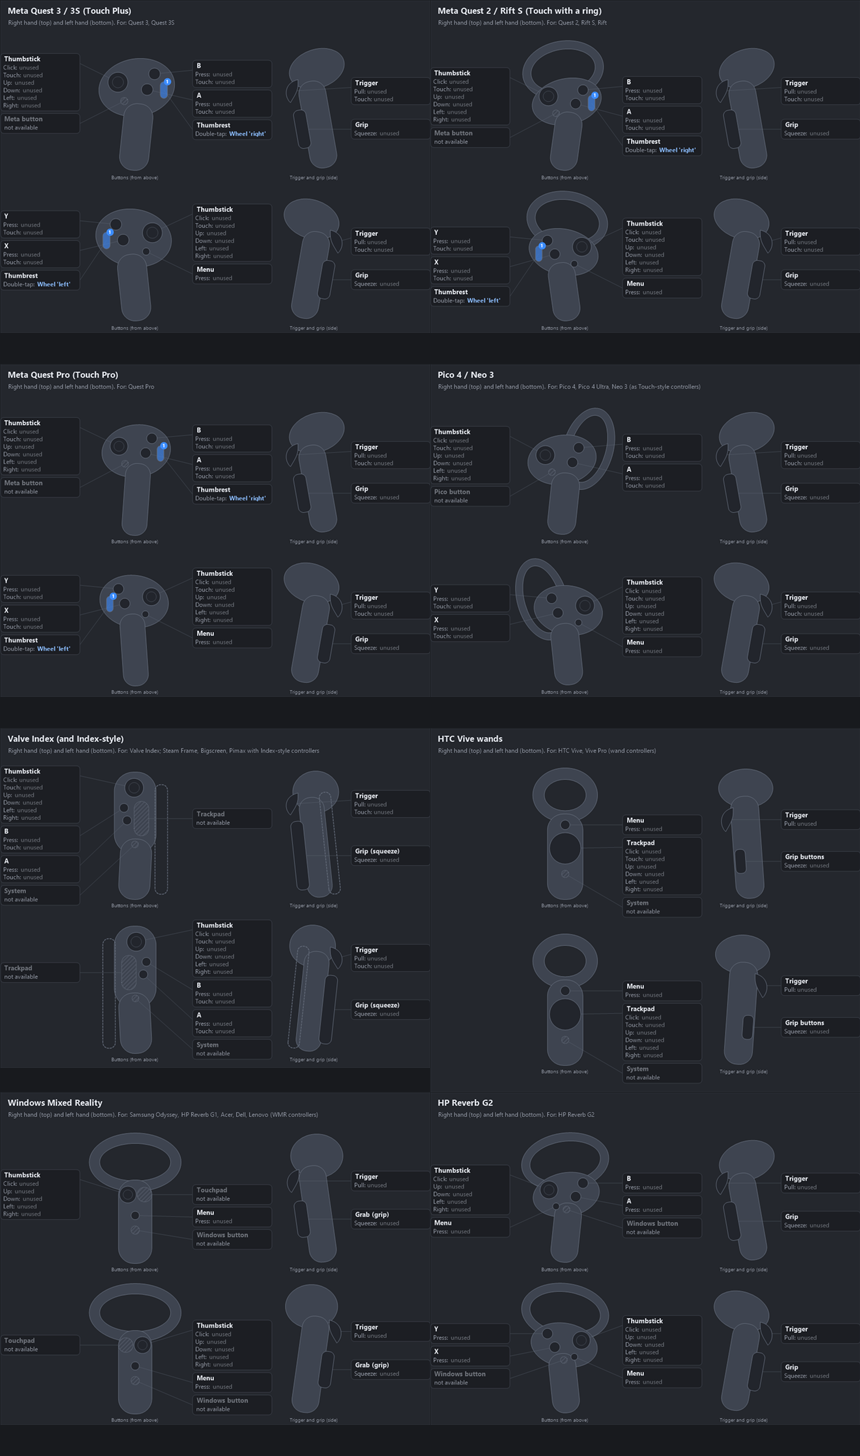 Meta Quest 3 / 3S (Touch Plus)
Right hand (top) and left hand (bottom). For: Quest 3, Quest 3S
Thumbstick
Click: unused
Touch: unused
Up: unused
Down: unused
Left: unused
Right: unused
Meta button
not available
1
B
Press: unused
Touch: unused
A
Press: unused
Touch: unused
Thumbrest
Double-tap: Wheel 'right'
Trigger
Pull: unused
Touch: unused
Grip
Squeeze: unused
Buttons (from above)
Trigger and grip (side)
Y
Press: unused
Touch: unused
X
Press: unused
Touch: unused
Thumbrest
Double-tap: Wheel 'left'
1
Thumbstick
Click: unused
Touch: unused
Up: unused
Down: unused
Left: unused
Right: unused
Menu
Press: unused
Trigger
Pull: unused
Touch: unused
Grip
Squeeze: unused
Buttons (from above)
Trigger and grip (side)
Meta Quest 2 / Rift S (Touch with a ring)
Right hand (top) and left hand (bottom). For: Quest 2, Rift S, Rift
Thumbstick
Click: unused
Touch: unused
Up: unused
Down: unused
Left: unused
Right: unused
Meta button
not available
1
B
Press: unused
Touch: unused
A
Press: unused
Touch: unused
Thumbrest
Double-tap: Wheel 'right'
Trigger
Pull: unused
Touch: unused
Grip
Squeeze: unused
Buttons (from above)
Trigger and grip (side)
Y
Press: unused
Touch: unused
X
Press: unused
Touch: unused
Thumbrest
Double-tap: Wheel 'left'
1
Thumbstick
Click: unused
Touch: unused
Up: unused
Down: unused
Left: unused
Right: unused
Menu
Press: unused
Trigger
Pull: unused
Touch: unused
Grip
Squeeze: unused
Buttons (from above)
Trigger and grip (side)
Meta Quest Pro (Touch Pro)
Right hand (top) and left hand (bottom). For: Quest Pro
Thumbstick
Click: unused
Touch: unused
Up: unused
Down: unused
Left: unused
Right: unused
Meta button
not available
1
B
Press: unused
Touch: unused
A
Press: unused
Touch: unused
Thumbrest
Double-tap: Wheel 'right'
Trigger
Pull: unused
Touch: unused
Grip
Squeeze: unused
Buttons (from above)
Trigger and grip (side)
Y
Press: unused
Touch: unused
X
Press: unused
Touch: unused
Thumbrest
Double-tap: Wheel 'left'
1
Thumbstick
Click: unused
Touch: unused
Up: unused
Down: unused
Left: unused
Right: unused
Menu
Press: unused
Trigger
Pull: unused
Touch: unused
Grip
Squeeze: unused
Buttons (from above)
Trigger and grip (side)
Pico 4 / Neo 3
Right hand (top) and left hand (bottom). For: Pico 4, Pico 4 Ultra, Neo 3 (as Touch-style controllers)
Thumbstick
Click: unused
Touch: unused
Up: unused
Down: unused
Left: unused
Right: unused
Pico button
not available
B
Press: unused
Touch: unused
A
Press: unused
Touch: unused
Trigger
Pull: unused
Touch: unused
Grip
Squeeze: unused
Buttons (from above)
Trigger and grip (side)
Y
Press: unused
Touch: unused
X
Press: unused
Touch: unused
Thumbstick
Click: unused
Touch: unused
Up: unused
Down: unused
Left: unused
Right: unused
Menu
Press: unused
Trigger
Pull: unused
Touch: unused
Grip
Squeeze: unused
Buttons (from above)
Trigger and grip (side)
Valve Index (and Index-style)
Right hand (top) and left hand (bottom). For: Valve Index; Steam Frame, Bigscreen, Pimax with Index-style controllers
Thumbstick
Click: unused
Touch: unused
Up: unused
Down: unused
Left: unused
Right: unused
B
Press: unused
Touch: unused
A
Press: unused
Touch: unused
System
not available
Trackpad
not available
Trigger
Pull: unused
Touch: unused
Grip (squeeze)
Squeeze: unused
Buttons (from above)
Trigger and grip (side)
Trackpad
not available
Thumbstick
Click: unused
Touch: unused
Up: unused
Down: unused
Left: unused
Right: unused
B
Press: unused
Touch: unused
A
Press: unused
Touch: unused
System
not available
Trigger
Pull: unused
Touch: unused
Grip (squeeze)
Squeeze: unused
Buttons (from above)
Trigger and grip (side)
HTC Vive wands
Right hand (top) and left hand (bottom). For: HTC Vive, Vive Pro (wand controllers)
Menu
Press: unused
Trackpad
Click: unused
Touch: unused
Up: unused
Down: unused
Left: unused
Right: unused
System
not available
Trigger
Pull: unused
Grip buttons
Squeeze: unused
Buttons (from above)
Trigger and grip (side)
Menu
Press: unused
Trackpad
Click: unused
Touch: unused
Up: unused
Down: unused
Left: unused
Right: unused
System
not available
Trigger
Pull: unused
Grip buttons
Squeeze: unused
Buttons (from above)
Trigger and grip (side)
Windows Mixed Reality
Right hand (top) and left hand (bottom). For: Samsung Odyssey, HP Reverb G1, Acer, Dell, Lenovo (WMR controllers)
Thumbstick
Click: unused
Up: unused
Down: unused
Left: unused
Right: unused
Touchpad
not available
Menu
Press: unused
Windows button
not available
Trigger
Pull: unused
Grab (grip)
Squeeze: unused
Buttons (from above)
Trigger and grip (side)
Touchpad
not available
Thumbstick
Click: unused
Up: unused
Down: unused
Left: unused
Right: unused
Menu
Press: unused
Windows button
not available
Trigger
Pull: unused
Grab (grip)
Squeeze: unused
Buttons (from above)
Trigger and grip (side)
HP Reverb G2
Right hand (top) and left hand (bottom). For: HP Reverb G2
Thumbstick
Click: unused
Up: unused
Down: unused
Left: unused
Right: unused
Menu
Press: unused
B
Press: unused
A
Press: unused
Windows button
not available
Trigger
Pull: unused
Grip
Squeeze: unused
Buttons (from above)
Trigger and grip (side)
Y
Press: unused
X
Press: unused
Windows button
not available
Thumbstick
Click: unused
Up: unused
Down: unused
Left: unused
Right: unused
Menu
Press: unused
Trigger
Pull: unused
Grip
Squeeze: unused
Buttons (from above)
Trigger and grip (side)